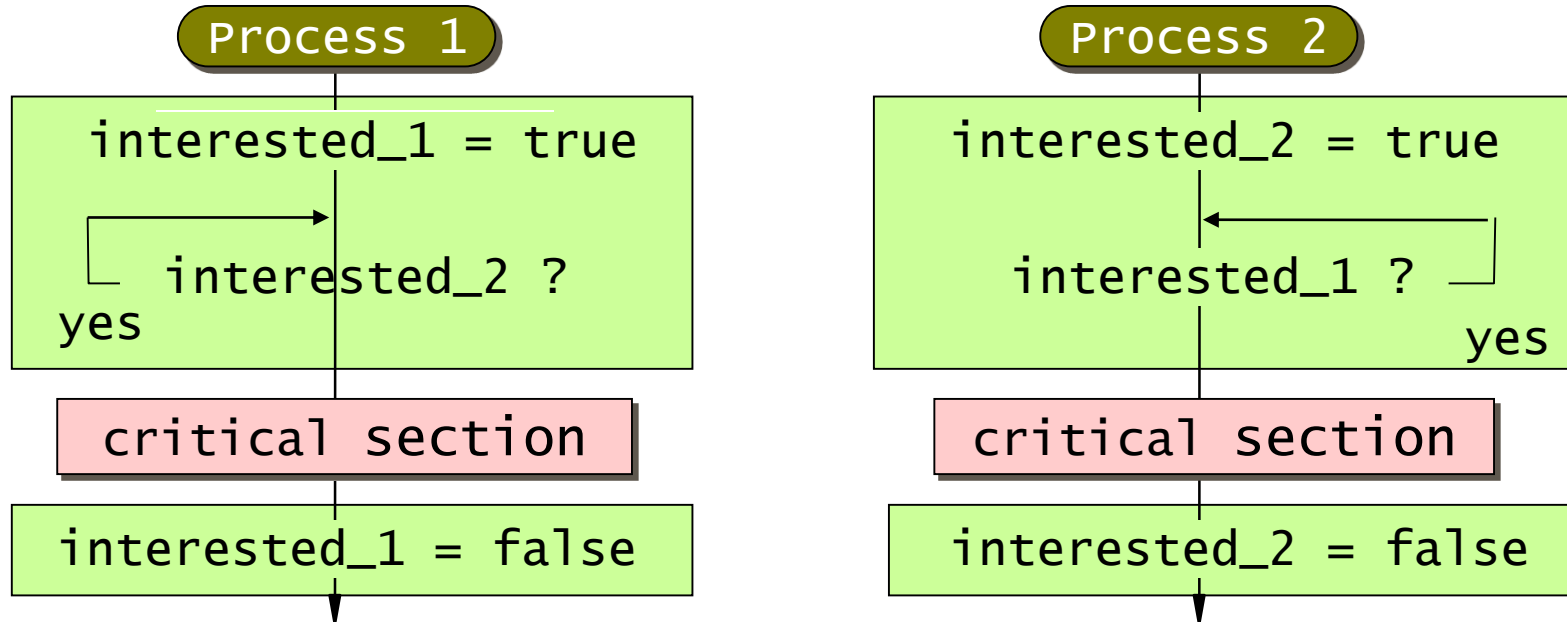 Process 1
interested_1 = true
interested_2 ?
yes
critical section
interested_1 = false
Process 2
interested_2 = true
interested_1 ?
yes
critical section
interested_2 = false